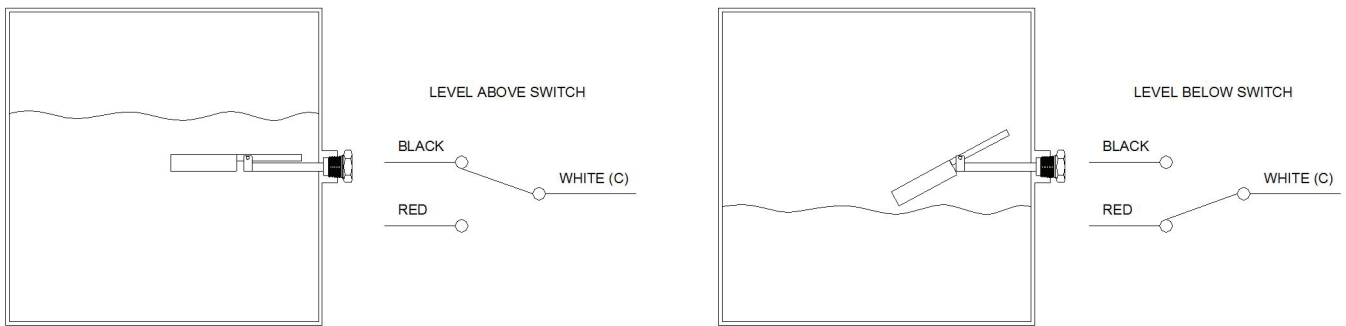 LEVEL ABOVE SWITCH
BLACK
WHITE (C)
RED
LEVEL BELOW SWITCH
BLACK
WHITE (C)
RED